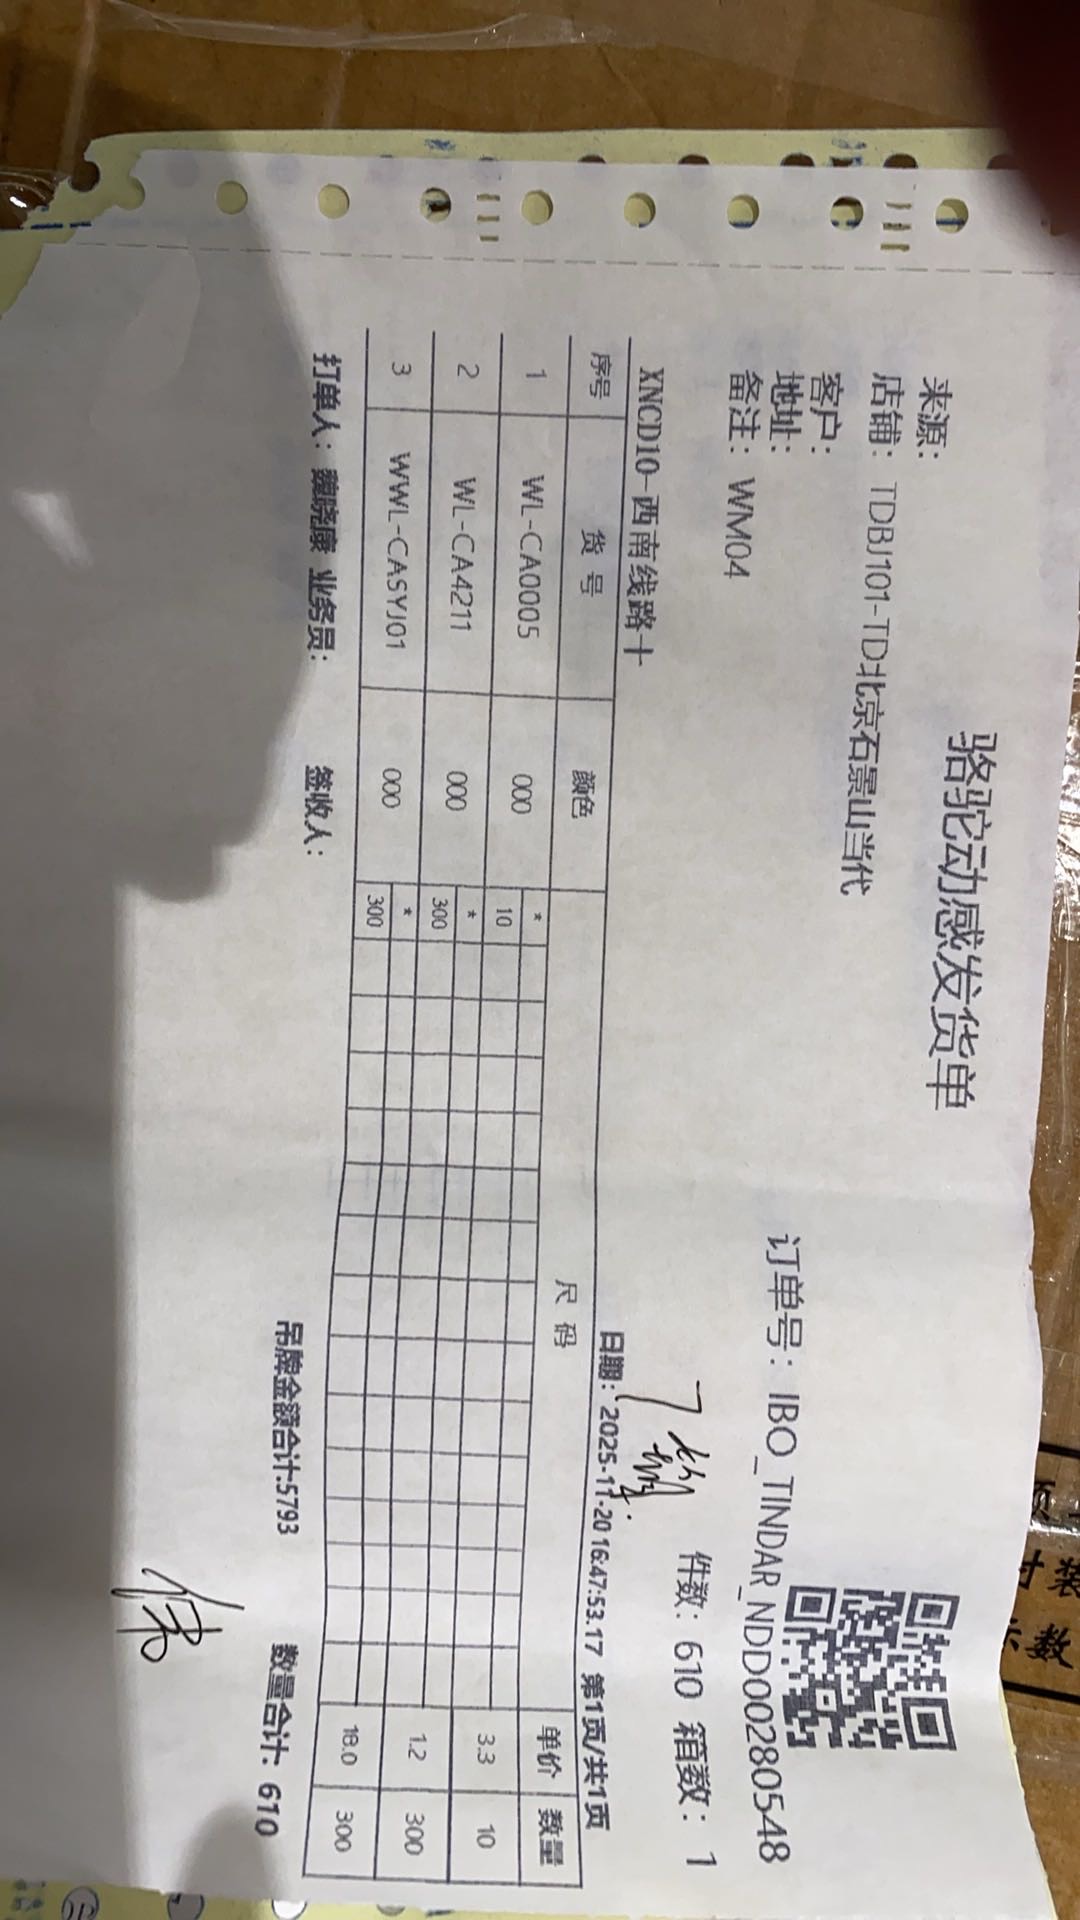 骆驼动感发货单
来源：
店铺：TDBJ101-TD北京石景山当代
客户：
地址：
订单号：IBO_TINDAR_NDD00280548
备注：WM04
件数：610 箱数：1
XNCD10-西南线路十
日期：2025-11-20 16:47:53.17 第1页/共1页
序号 货号 颜色 尺码 单价 数量
1 WL-CA0005 000 * 3.3 10
10
2 WL-CA4211 000 * 1.2 300
300
3 WWL-CASYJ01 000 * 18.0 300
300
打单人：魏晓康 业务员： 签收人： 吊牌金额合计:5793 数量合计：610